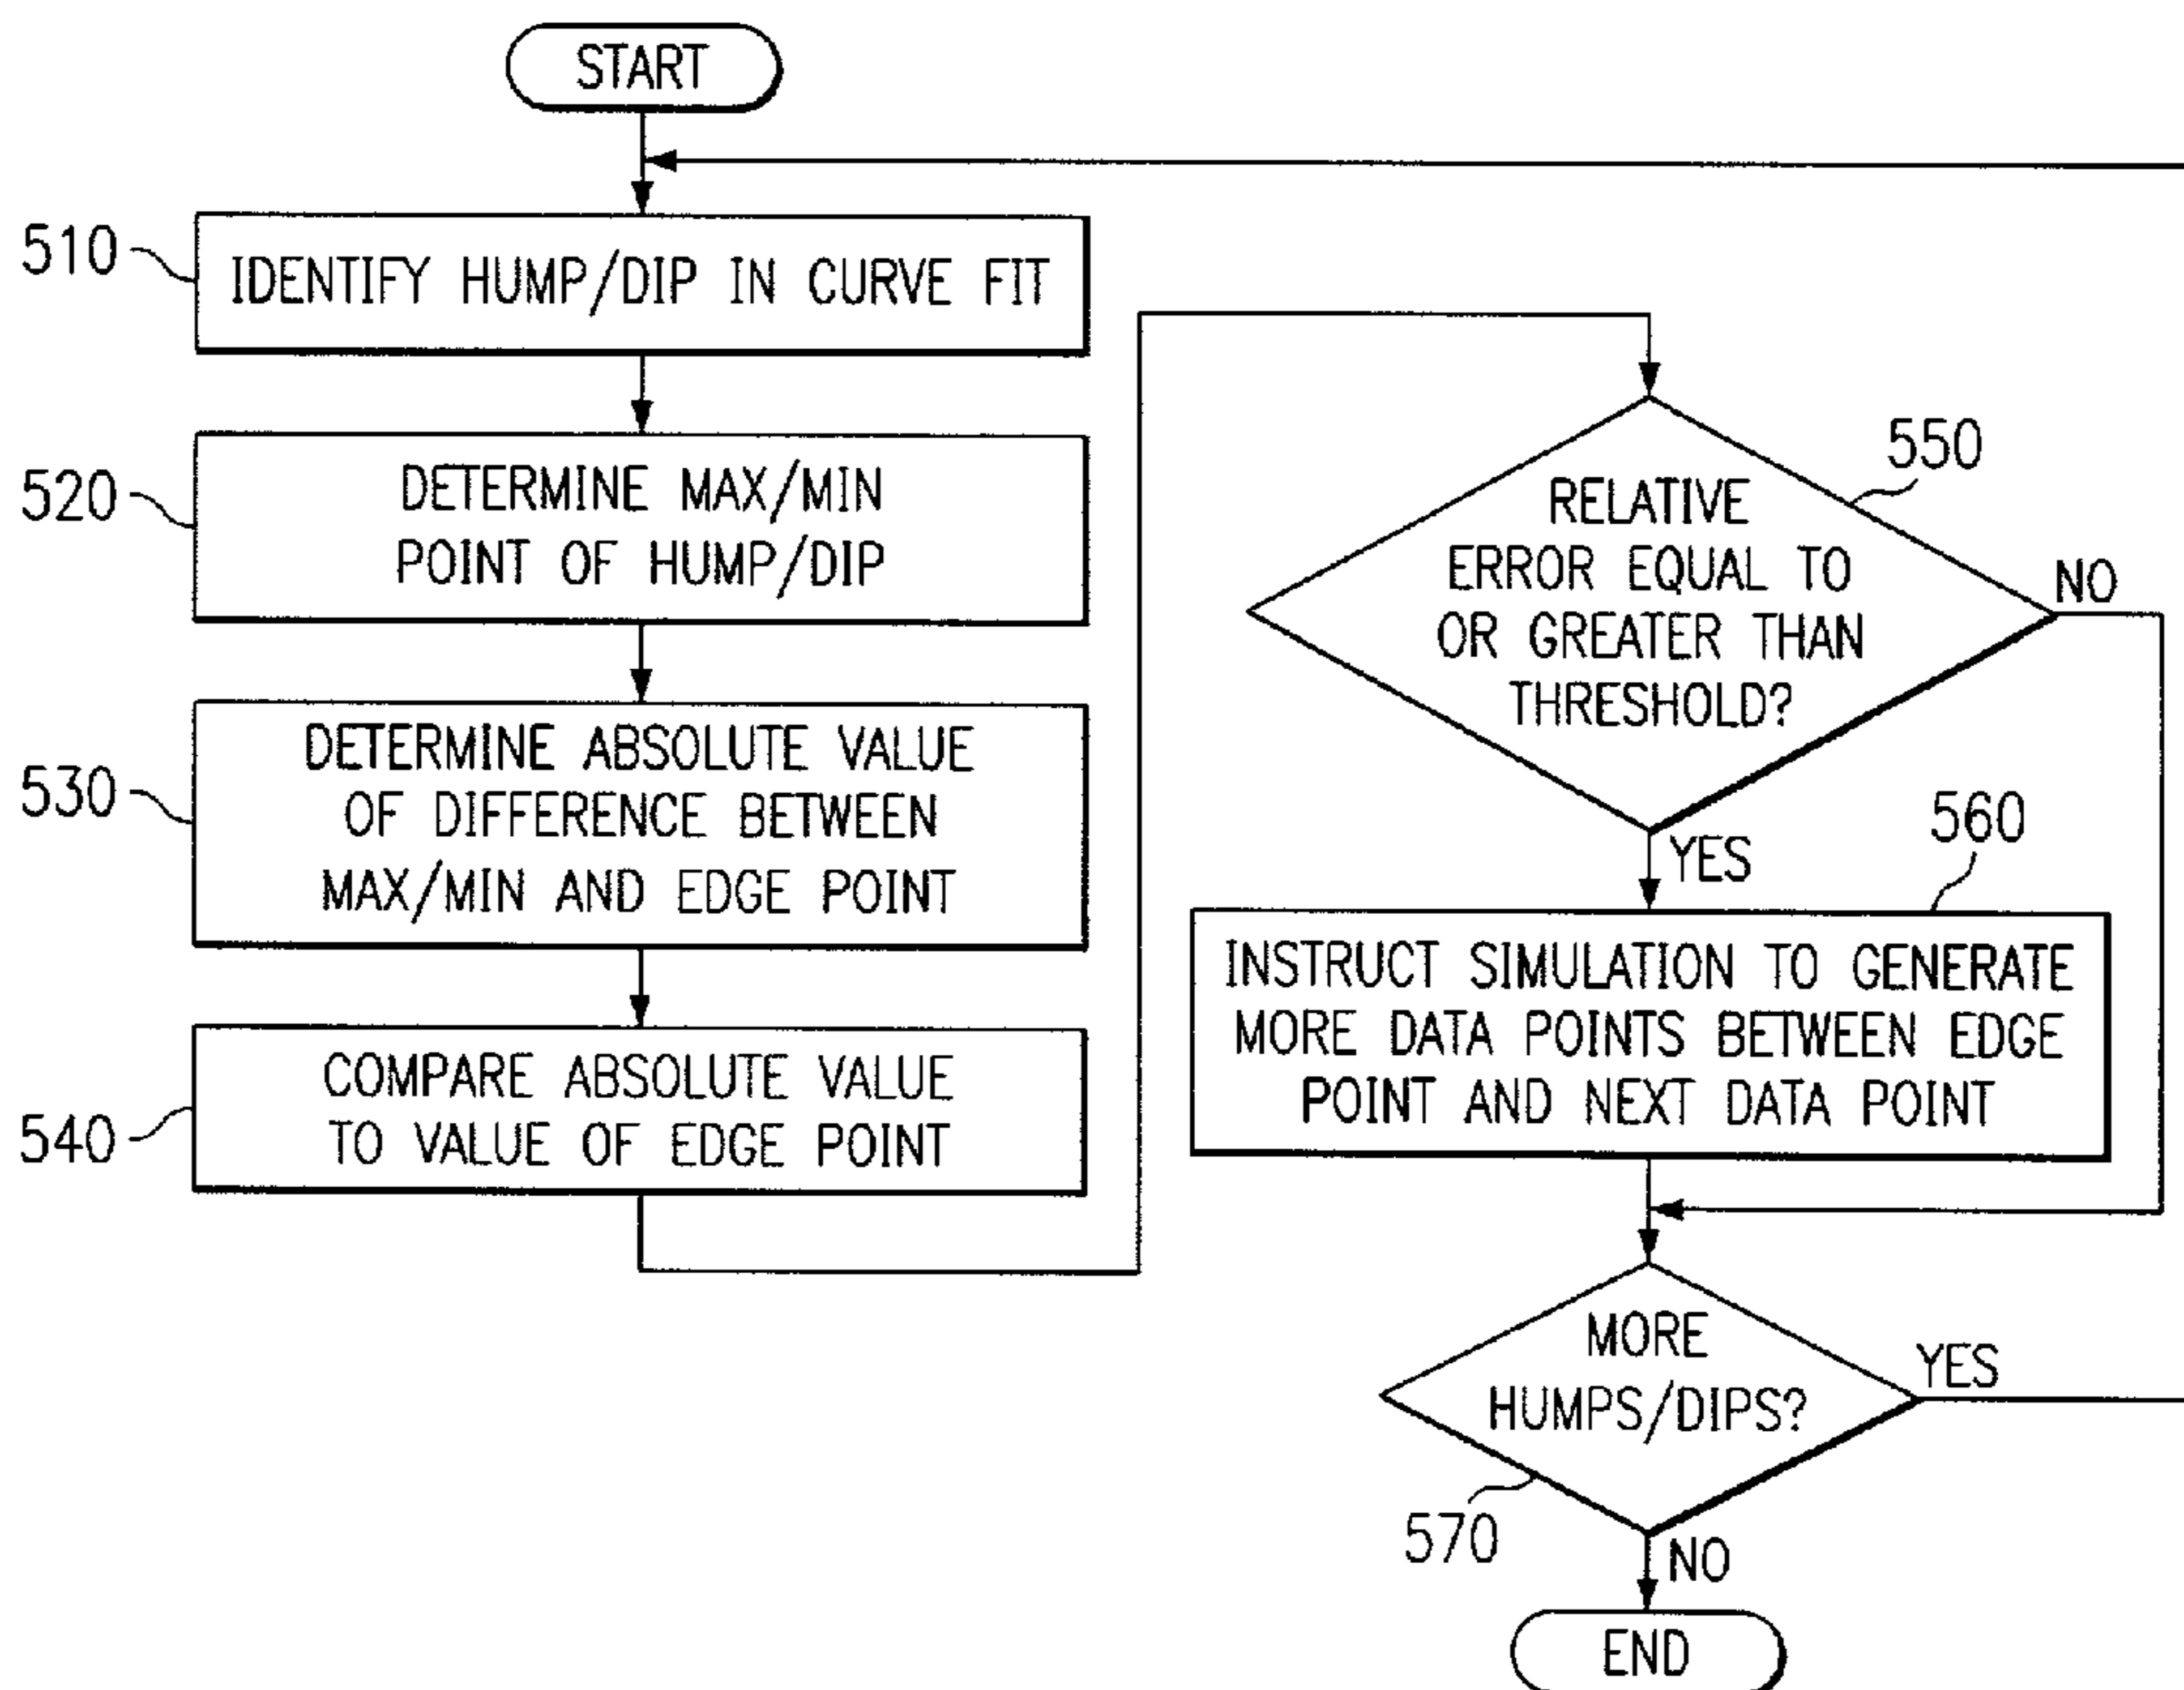 START
510
IDENTIFY HUMP/DIP IN CURVE FIT
520
DETERMINE MAX/MIN
POINT OF HUMP/DIP
530
DETERMINE ABSOLUTE VALUE
OF DIFFERENCE BETWEEN
MAX/MIN AND EDGE POINT
540
COMPARE ABSOLUTE VALUE
TO VALUE OF EDGE POINT
550
RELATIVE
ERROR EQUAL TO
OR GREATER THAN
THRESHOLD?
NO
YES
560
INSTRUCT SIMULATION TO GENERATE
MORE DATA POINTS BETWEEN EDGE
POINT AND NEXT DATA POINT
MORE
HUMPS/DIPS?
YES
570
NO
END